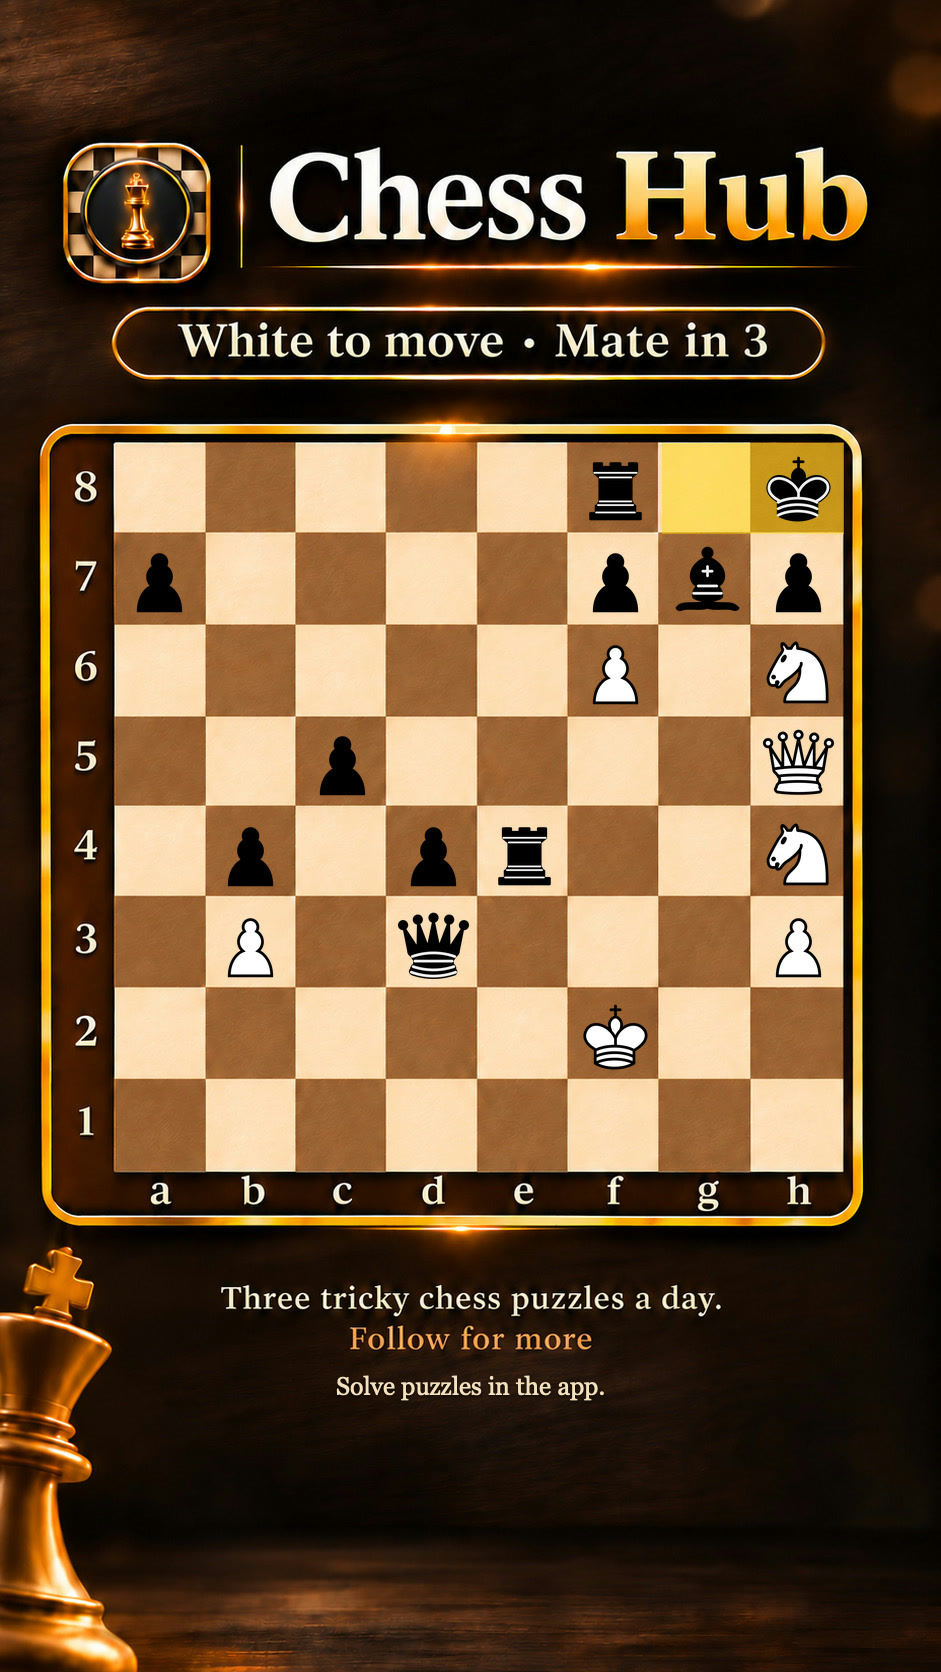 Chess Hub
White to move • Mate in 3
8
7
6
5
4
3
2
1
a b c d e f g h
Three tricky chess puzzles a day.
Follow for more
Solve puzzles in the app.